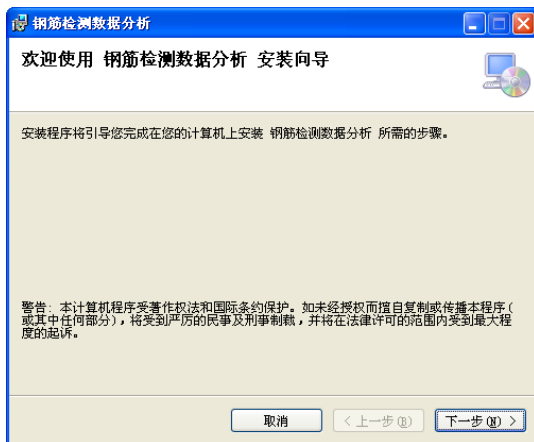 钢筋检测数据分析
欢迎使用 钢筋检测数据分析 安装向导
安装程序将引导您完成在您的计算机上安装 钢筋检测数据分析 所需的步骤。
警告: 本计算机程序受著作权法和国际条约保护。如未经授权而擅自复制或传播本程序(
或其中任何部分), 将受到严厉的民事及刑事制裁, 并将在法律许可的范围内受到最大程
度的起诉。
取消 < 上一步(B) 下一步(N) >